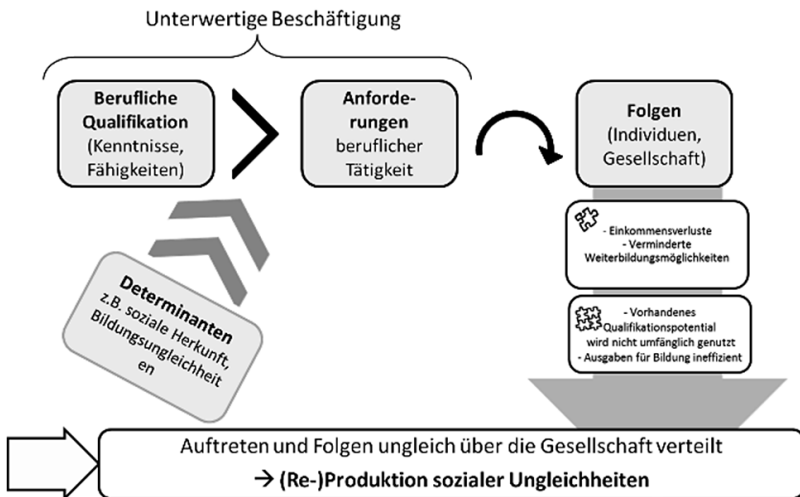 Unterwertige Beschäftigung
Berufliche
Qualifikation
(Kenntnisse,
Fähigkeiten)
Anforde-
rungen
beruflicher
Tätigkeit
Folgen
(Individuen,
Gesellschaft)
- Einkommensverluste
- Verminderte
Weiterbildungsmöglichkeiten
Determinanten
z.B. soziale Herkunft,
Bildungsungleichheit
en
- Vorhandenes
Qualifikationspotential
wird nicht umfänglich genutzt
- Ausgaben für Bildung ineffizient
Auftreten und Folgen ungleich über die Gesellschaft verteilt
→ (Re-)Produktion sozialer Ungleichheiten